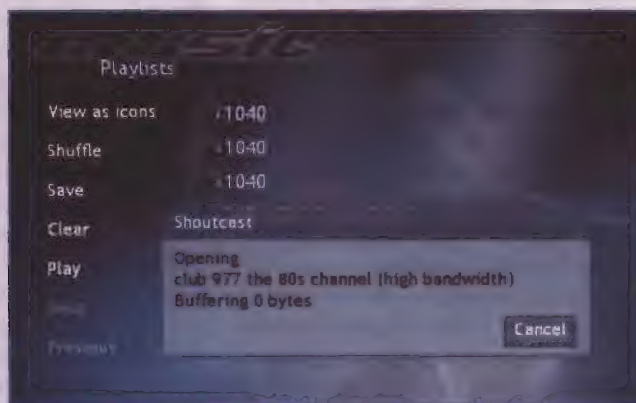 Playlists
View as icons
Shuffle
Save
Clear
Play
Previous
1040
1040
1040
Shoutcast
Opening
club 977 the 80s channel (high bandwidth)
Buffering 0 bytes
Cancel